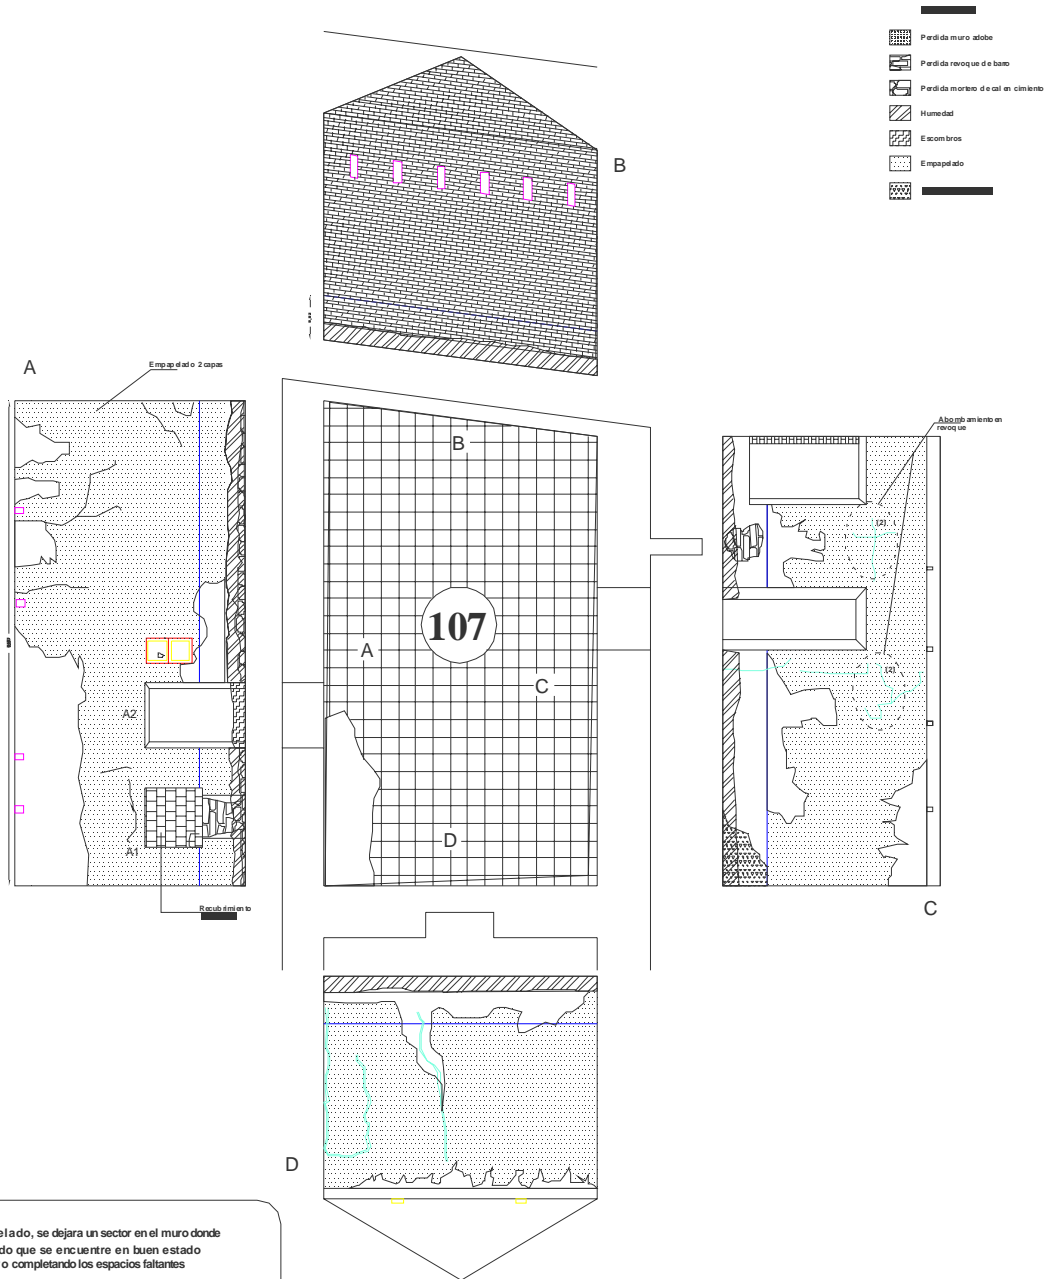 Perdida muro adobe
Perdida revoque de barro
Perdida mortero de cal en cimiento
Humedad
Escombros
Empapelado
B
A
Empapelado 2 capas
Abombamiento en
revoque
B
(2)
107
A
C
(2)
A2
D
A1
Recubrimiento
C
D
elado, se dejara un sector en el muro donde
do que se encuentre en buen estado
o completando los espacios faltantes